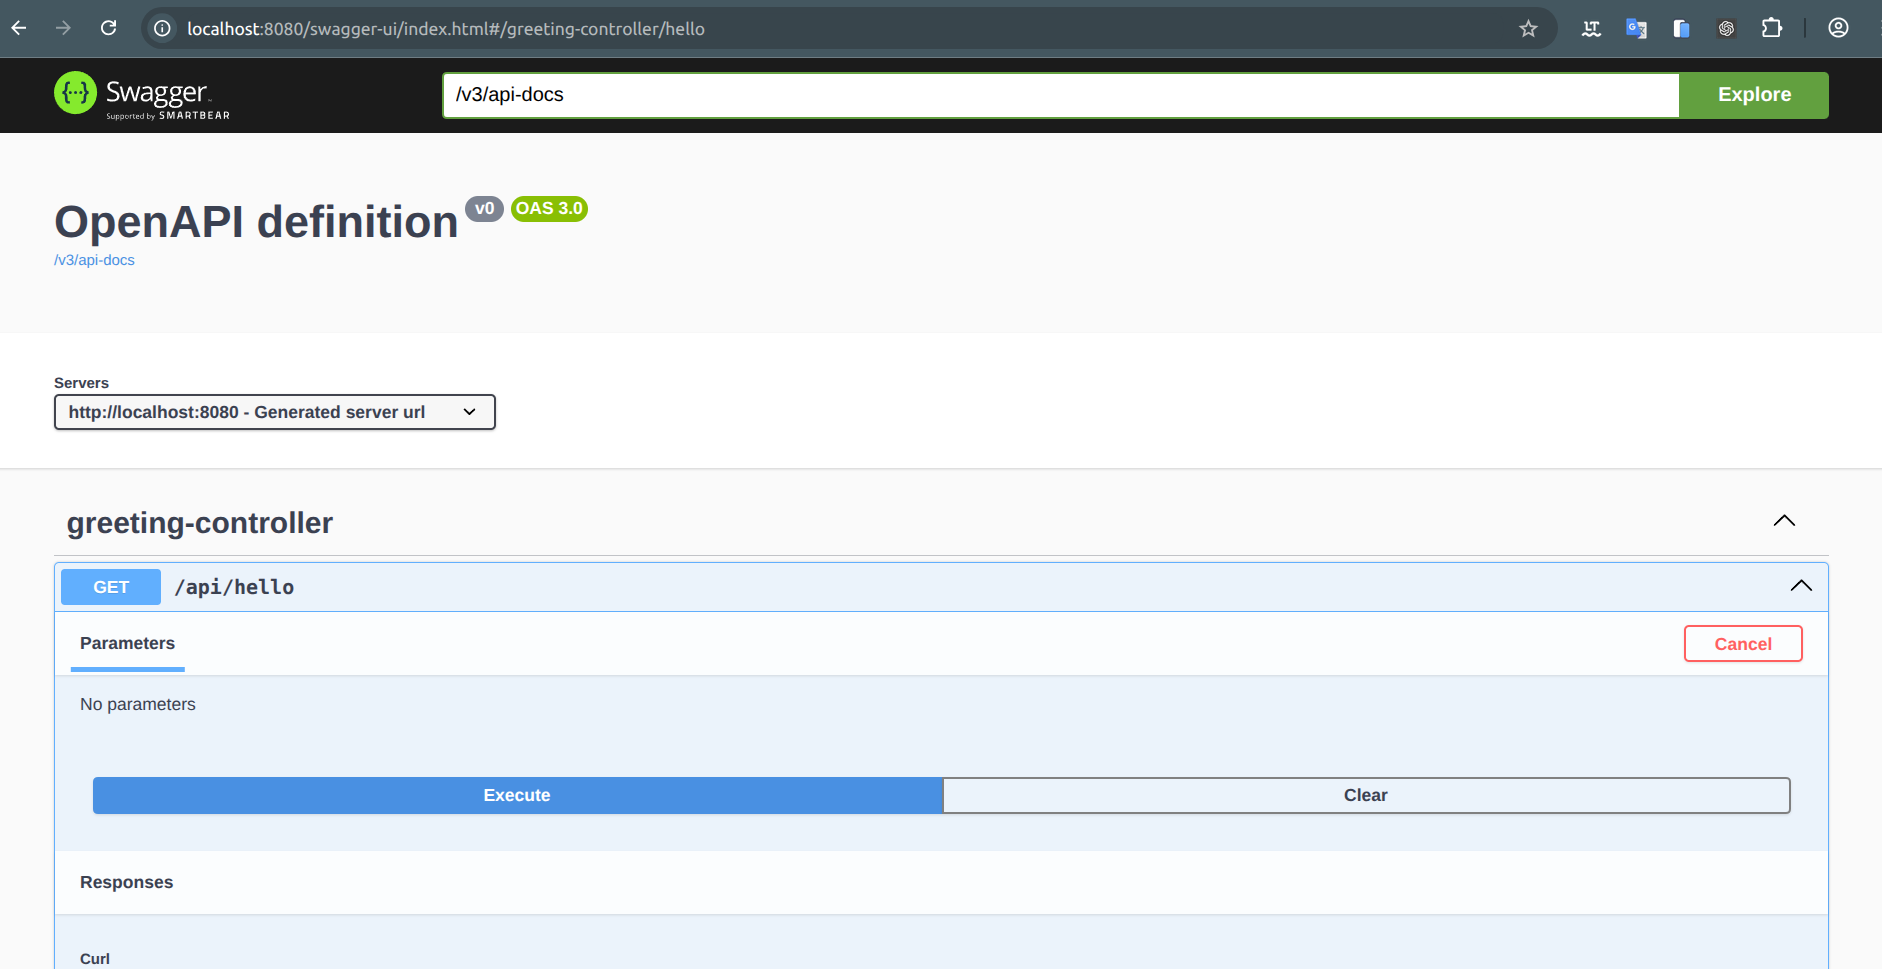 localhost:8080/swagger-ui/index.html#/greeting-controller/hello
Swagger
Supported by SMARTBEAR
/v3/api-docs
Explore
OpenAPI definition v0 OAS 3.0
/v3/api-docs
Servers
http://localhost:8080 - Generated server url
greeting-controller
GET /api/hello
Parameters
Cancel
No parameters
Execute
Clear
Responses
Curl